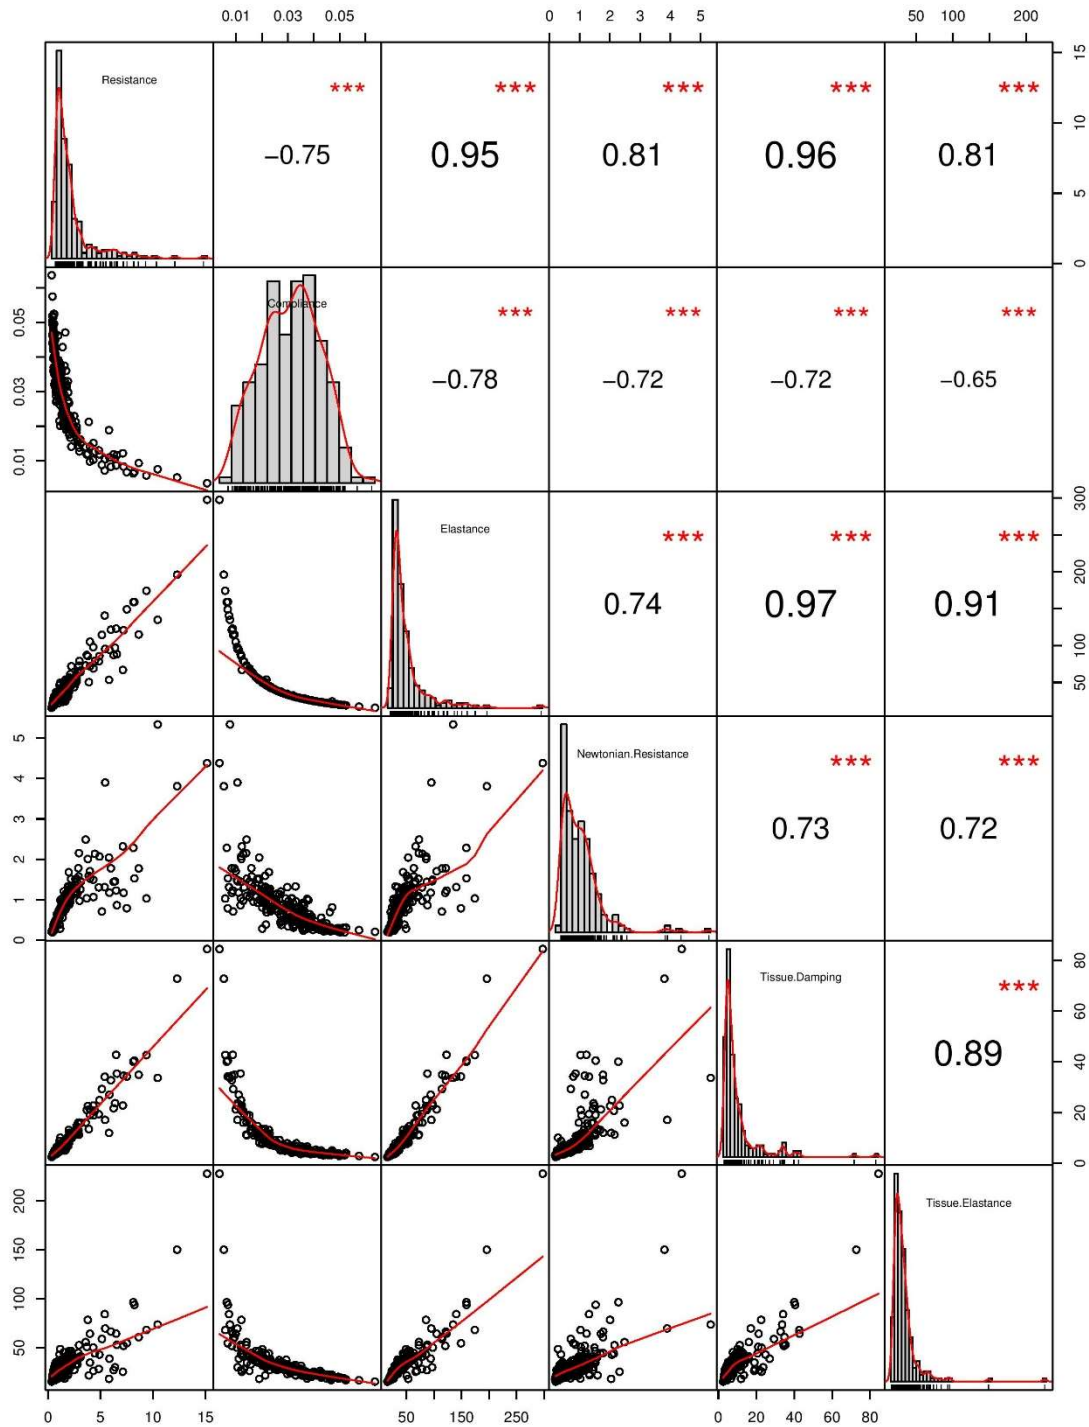 0.01 0.03 0.05
0 1 2 3 4 5
50 100 200
Resistance
***
***
***
***
***
−0.75
0.95
0.81
0.96
0.81
0 5 10 15
0.01 0.03 0.05
Compliance
***
***
***
***
−0.78
−0.72
−0.72
−0.65
Elastance
***
***
***
0.74
0.97
0.91
50 100 200 300
0 1 2 3 4 5
Newtonian.Resistance
***
***
0.73
0.72
Tissue.Damping
***
0.89
0 20 40 60 80
50 100 150 200
Tissue.Elastance
0 5 10 15
50 150 250
0 20 40 60 80